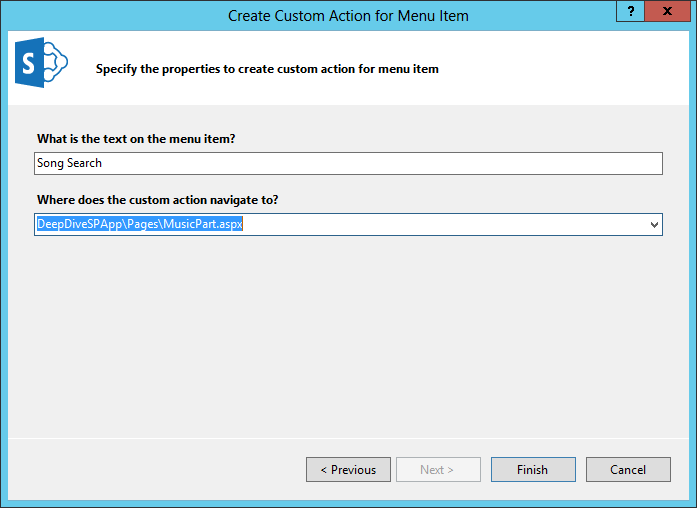 Create Custom Action for Menu Item
? x
S
Specify the properties to create custom action for menu item
What is the text on the menu item?
Song Search
Where does the custom action navigate to?
DeepDiveSPApp\Pages\MusicPart.aspx
< Previous Next > Finish Cancel